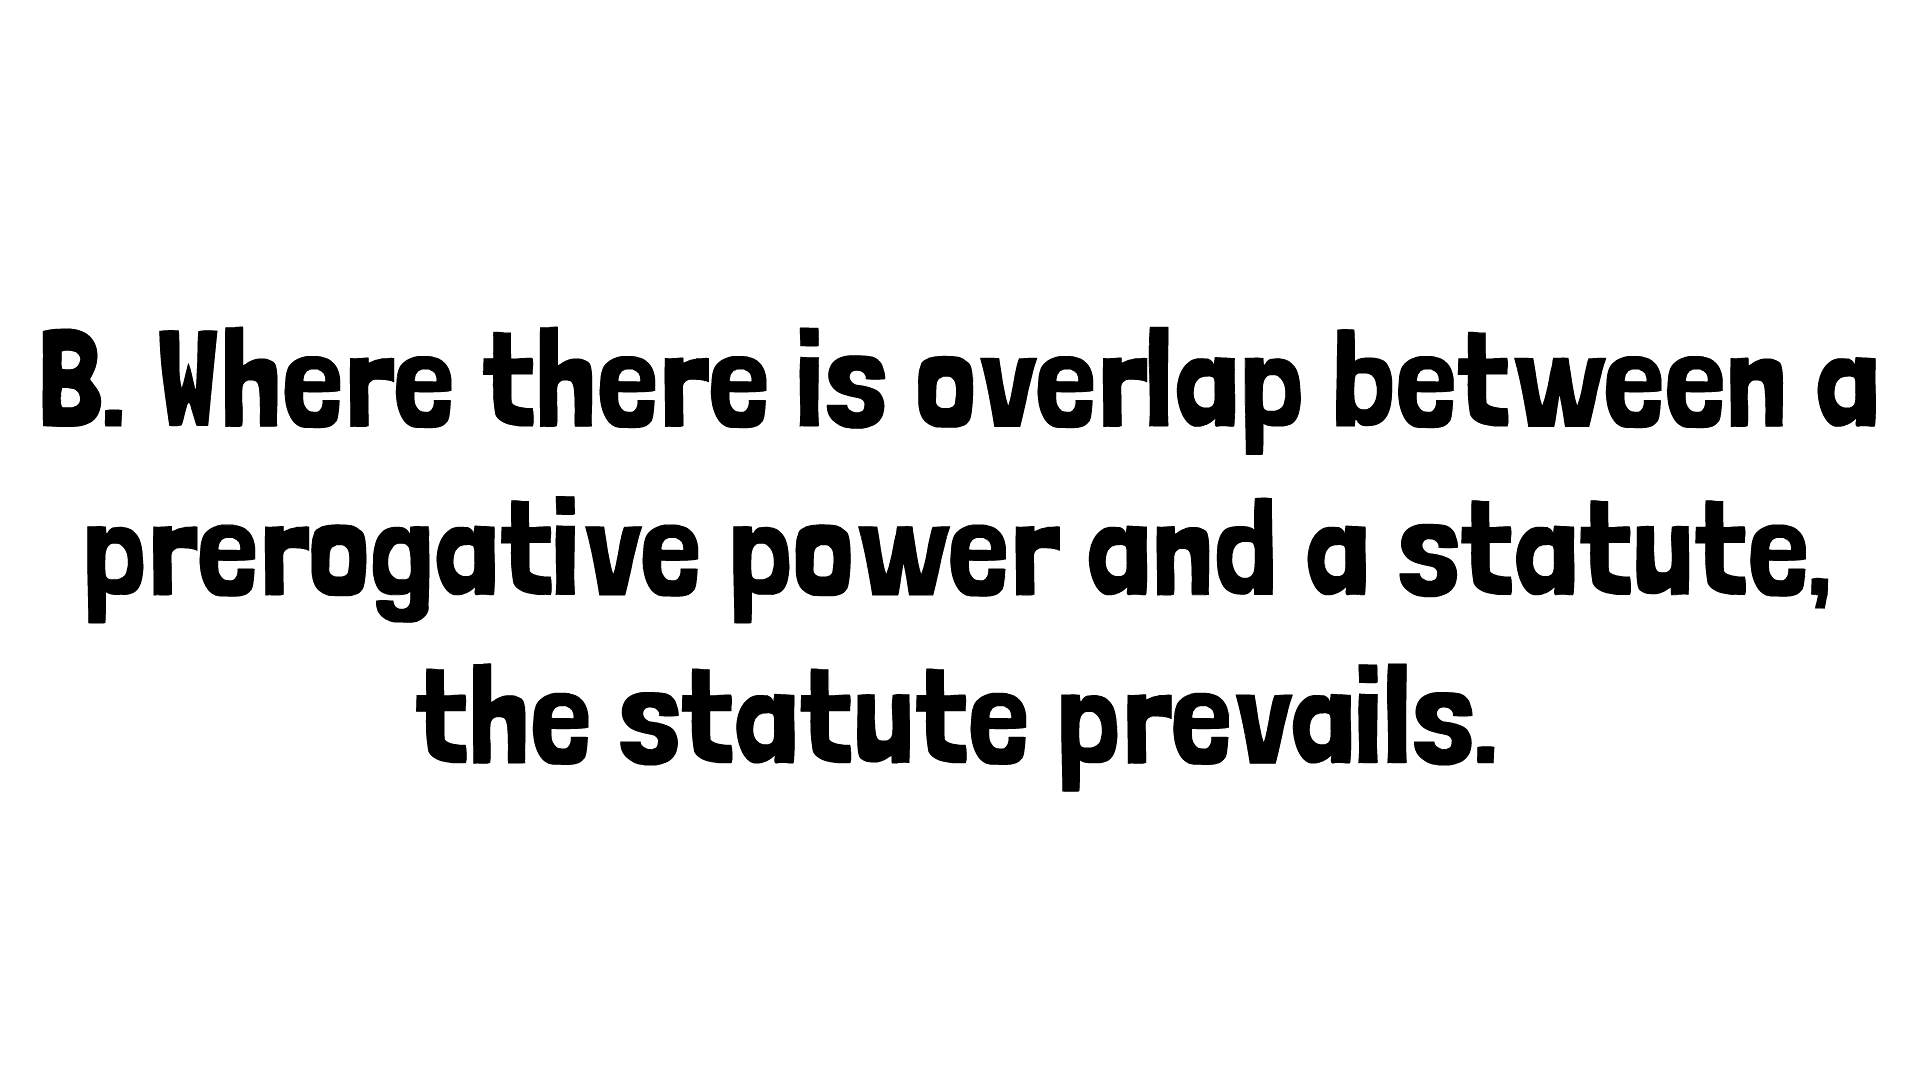 B. Where there is overlap between a
prerogative power and a statute,
the statute prevails.